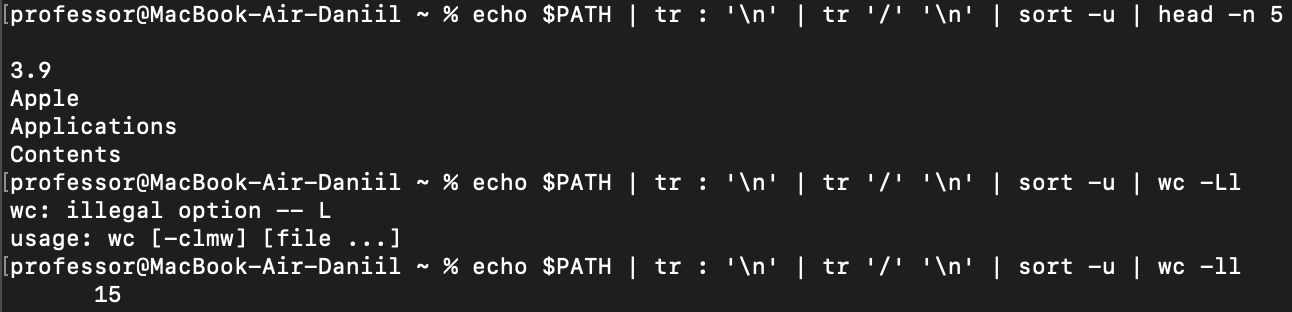 [professor@MacBook-Air-Daniil ~ % echo $PATH | tr : '\n' | tr '/' '\n' | sort -u | head -n 5
3.9
Apple
Applications
Contents
[professor@MacBook-Air-Daniil ~ % echo $PATH | tr : '\n' | tr '/' '\n' | sort -u | wc -Ll
wc: illegal option -- L
usage: wc [-clmw] [file ...]
[professor@MacBook-Air-Daniil ~ % echo $PATH | tr : '\n' | tr '/' '\n' | sort -u | wc -ll
15